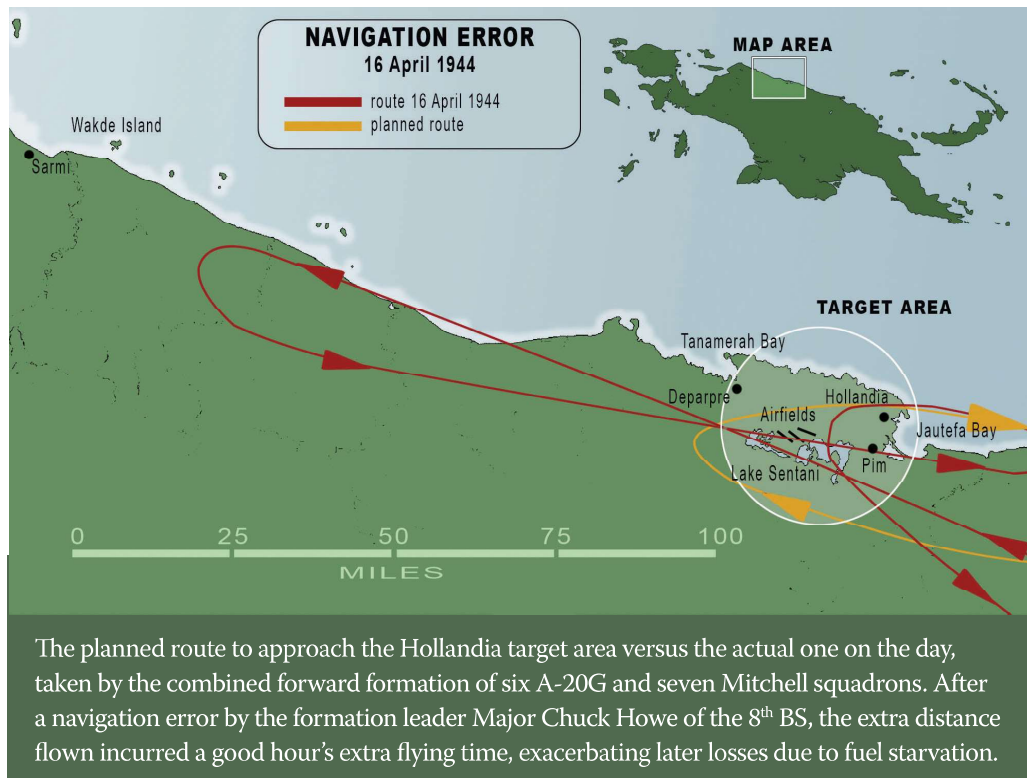 NAVIGATION ERROR
16 April 1944
route 16 April 1944
planned route
MAP AREA
Wakde Island
Sarmi
TARGET AREA
Tanamerah Bay
Deparpre
Hollandia
Airfields
Jautefa Bay
Pim
Lake Sentani
0 25 50 75 100
MILES
The planned route to approach the Hollandia target area versus the actual one on the day,
taken by the combined forward formation of six A-20G and seven Mitchell squadrons. After
a navigation error by the formation leader Major Chuck Howe of the 8th BS, the extra distance
flown incurred a good hour's extra flying time, exacerbating later losses due to fuel starvation.